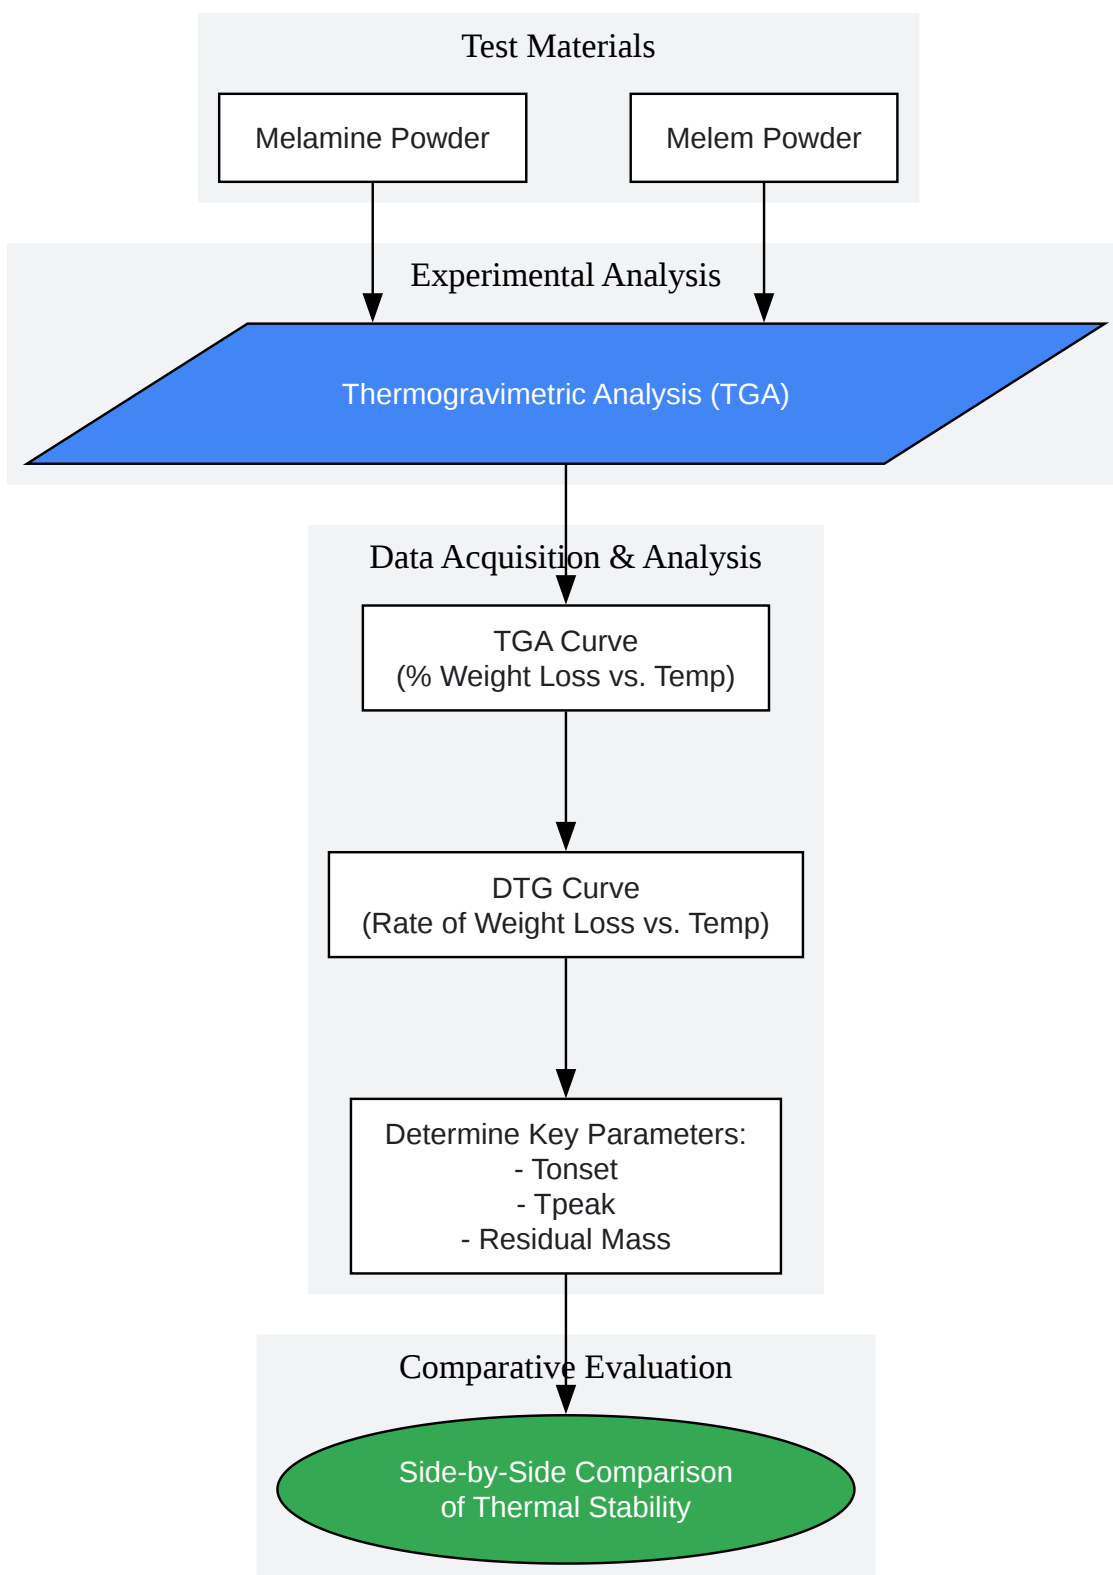 Test Materials
Melamine Powder
Melem Powder
Experimental Analysis
Thermogravimetric Analysis (TGA)
Data Acquisition & Analysis
TGA Curve
(% Weight Loss vs. Temp)
DTG Curve
(Rate of Weight Loss vs. Temp)
Determine Key Parameters:
- Tonset
- Tpeak
- Residual Mass
Comparative Evaluation
Side-by-Side Comparison
of Thermal Stability